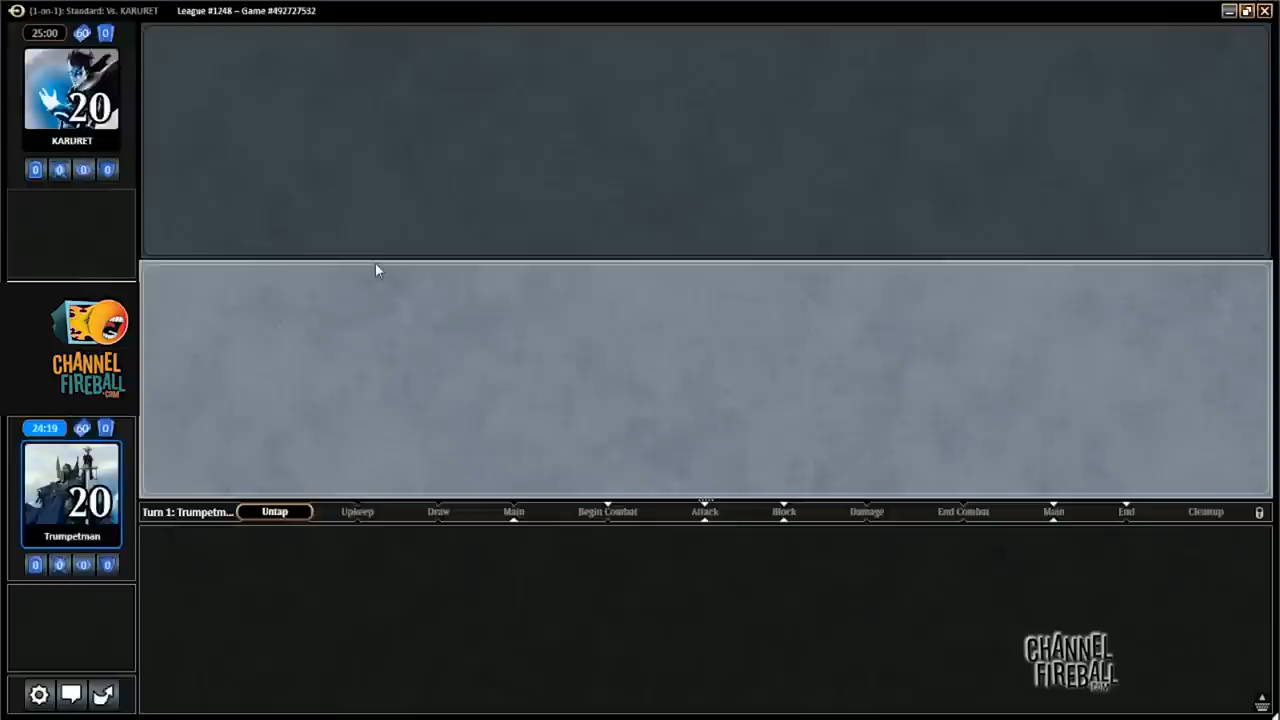 (1-on-1): Standard: Vs. KARURET League #1248 – Game #492727532
25:00 60 0
20
KARURET
0 0 0 0
CHANNEL
FIREBALL
.COM
24:19 60 0
20
Trumpetman
0 0 0 0
Turn 1: Trumpetm... Untap Upkeep Draw Main Begin Combat Attack Block Damage End Combat Main End Cleanup
CHANNEL
FIREBALL
.COM